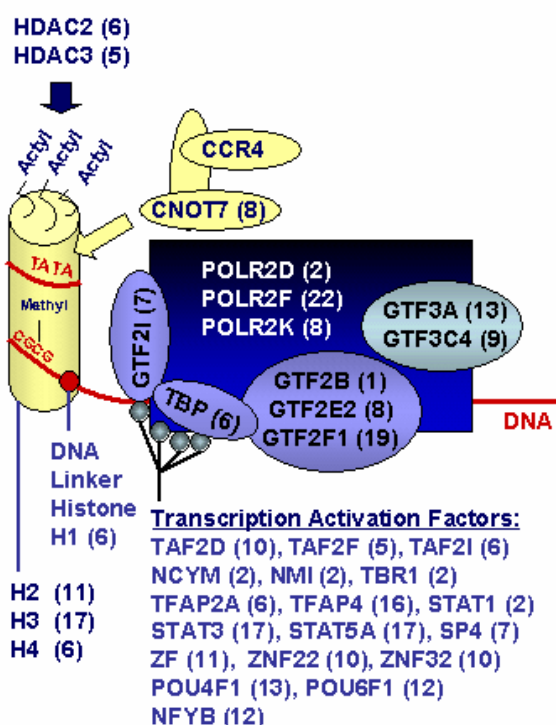 HDAC2 (6)
HDAC3 (5)
Actyl
Actyl
Actyl
CCR4
CNOT7 (8)
TATA
Methyl
CGCG
POLR2D (2)
POLR2F (22)
POLR2K (8)
GTF3A (13)
GTF3C4 (9)
GTF2I (7)
TBP (6)
GTF2B (1)
GTF2E2 (8)
GTF2F1 (19)
DNA
DNA
Linker
Histone
H1 (6)
H2 (11)
H3 (17)
H4 (6)
Transcription Activation Factors:
TAF2D (10), TAF2F (5), TAF2I (6)
NCYM (2), NMI (2), TBR1 (2)
TFAP2A (6), TFAP4 (16), STAT1 (2)
STAT3 (17), STAT5A (17), SP4 (7)
ZF (11), ZNF22 (10), ZNF32 (10)
POU4F1 (13), POU6F1 (12)
NFYB (12)